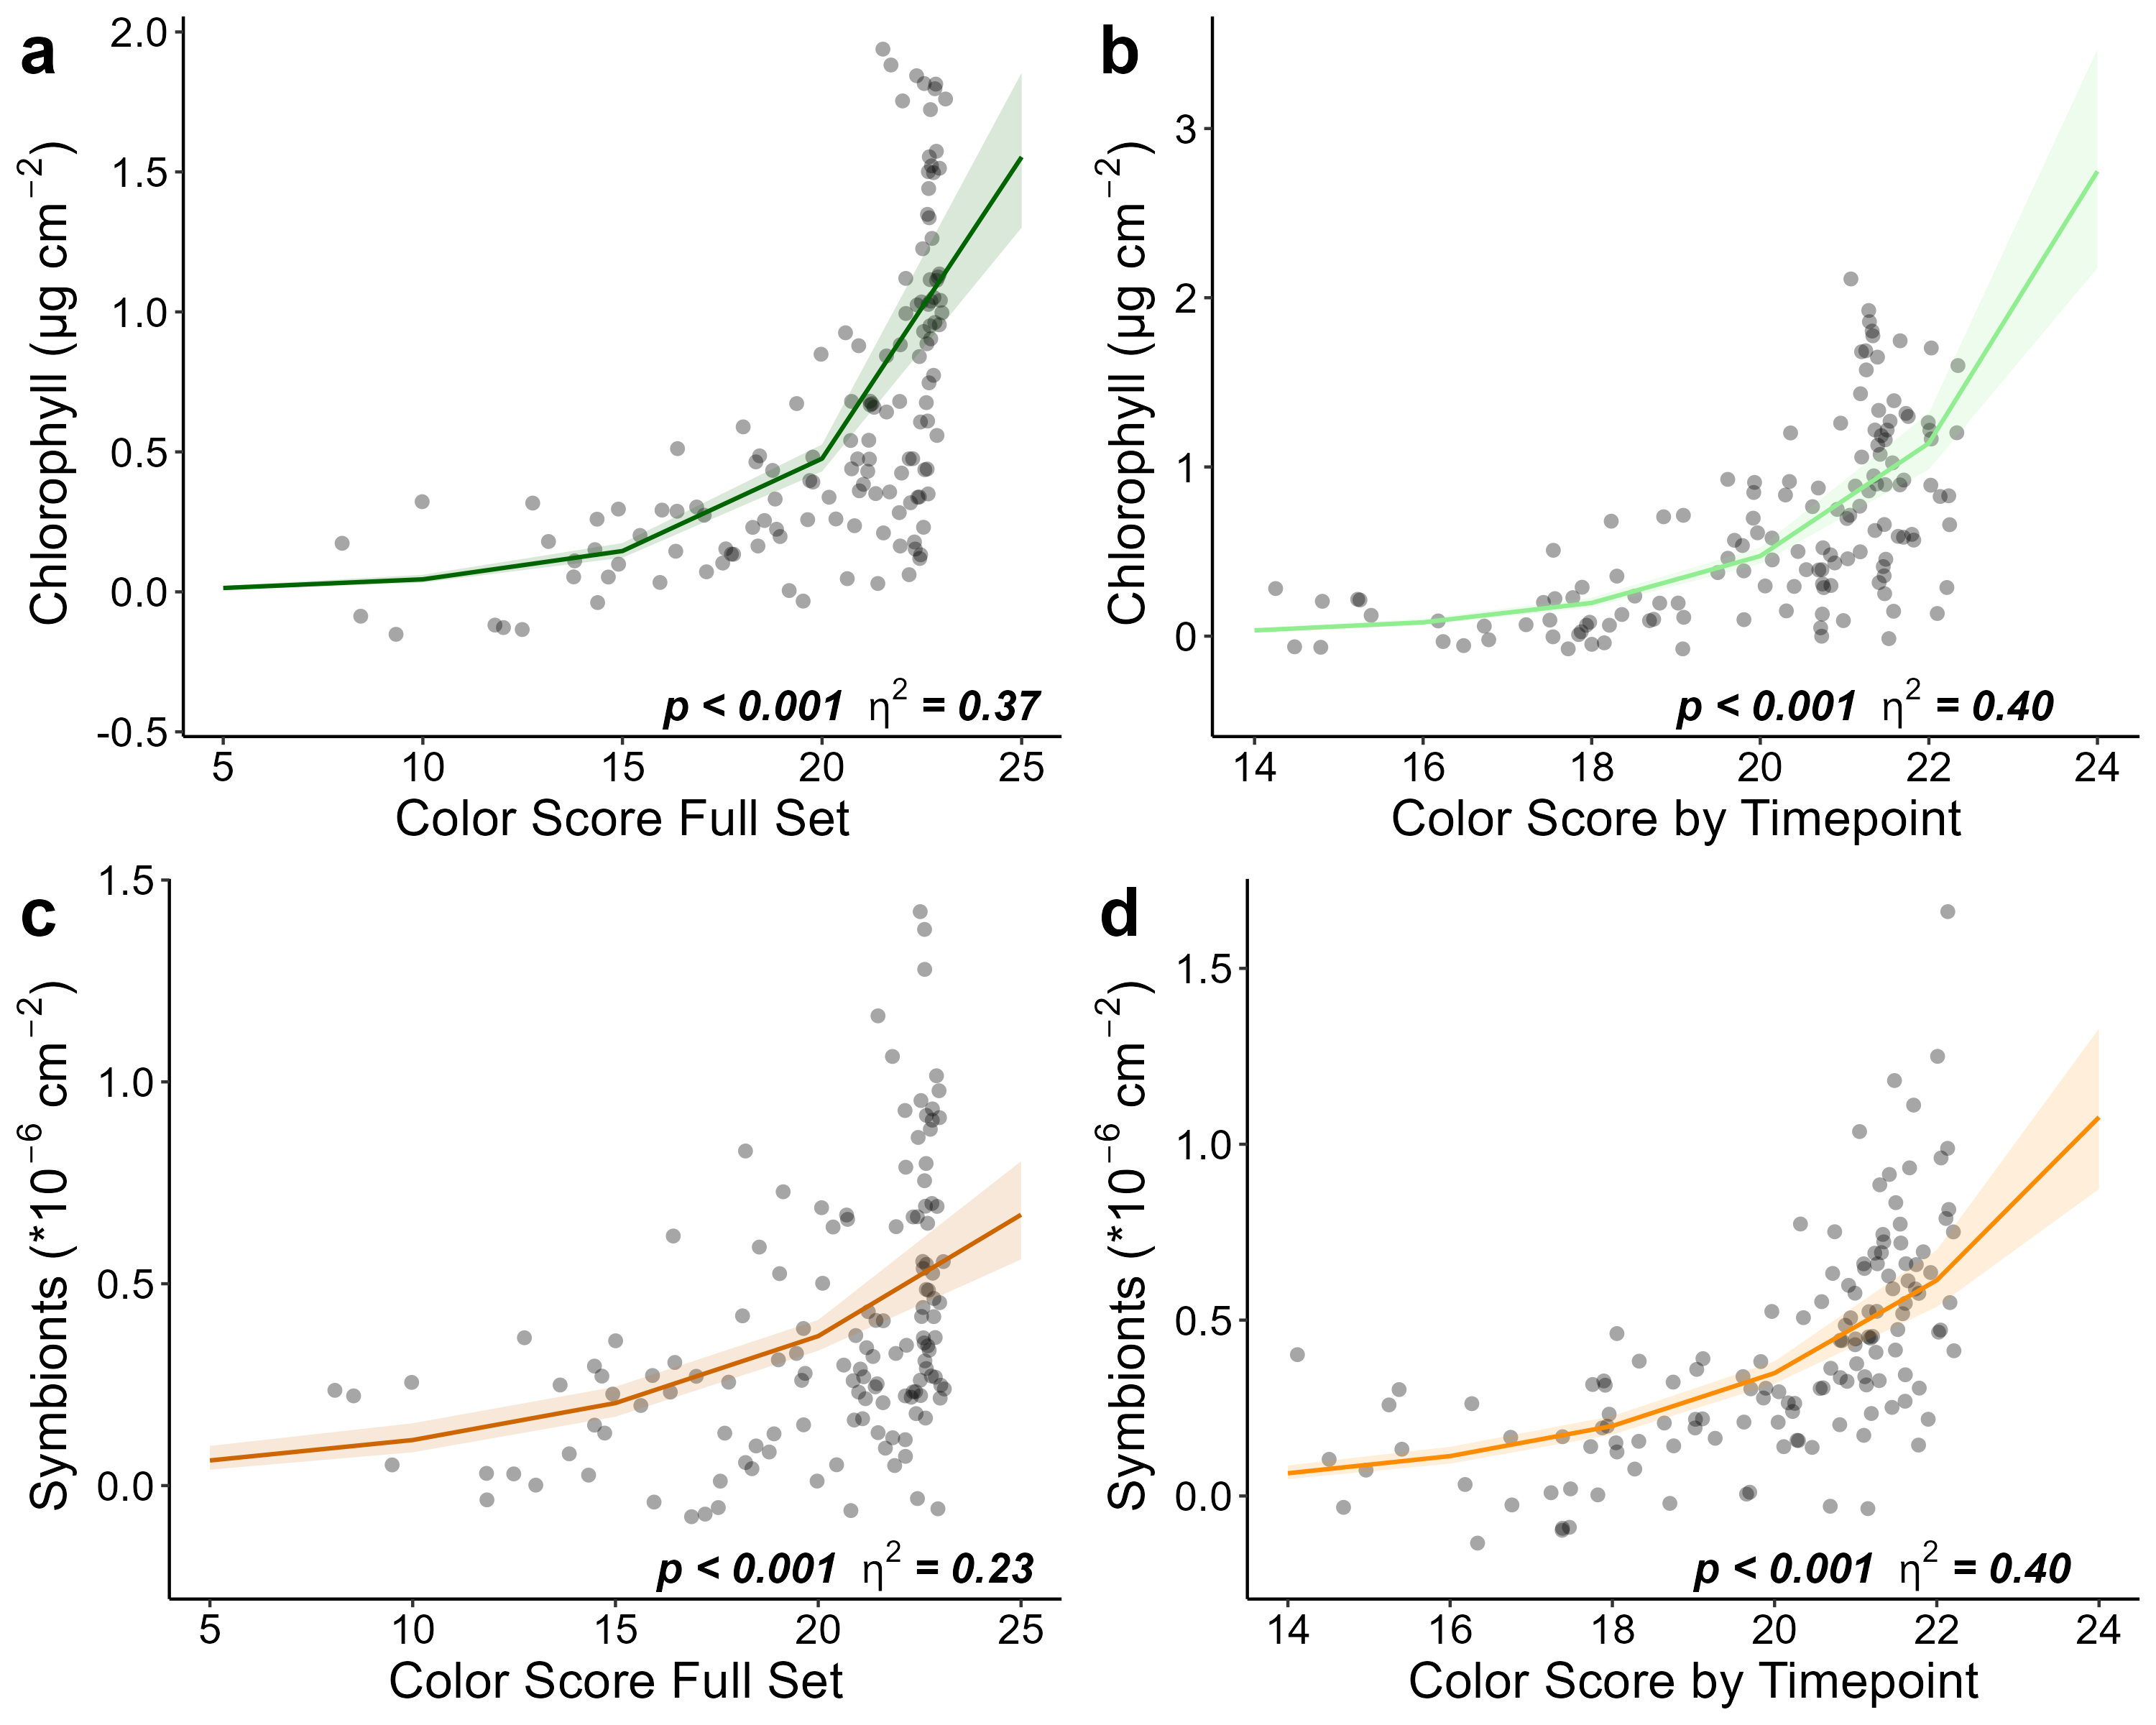 a
2.0
1.5
1.0
0.5
0.0
-0.5
Chlorophyll (µg cm⁻²)
p < 0.001 η² = 0.37
5 10 15 20 25
Color Score Full Set
b
3
2
1
0
Chlorophyll (µg cm⁻²)
p < 0.001 η² = 0.40
14 16 18 20 22 24
Color Score by Timepoint
c
1.5
1.0
0.5
0.0
Symbionts (*10⁻⁶ cm⁻²)
p < 0.001 η² = 0.23
5 10 15 20 25
Color Score Full Set
d
1.5
1.0
0.5
0.0
Symbionts (*10⁻⁶ cm⁻²)
p < 0.001 η² = 0.40
14 16 18 20 22 24
Color Score by Timepoint